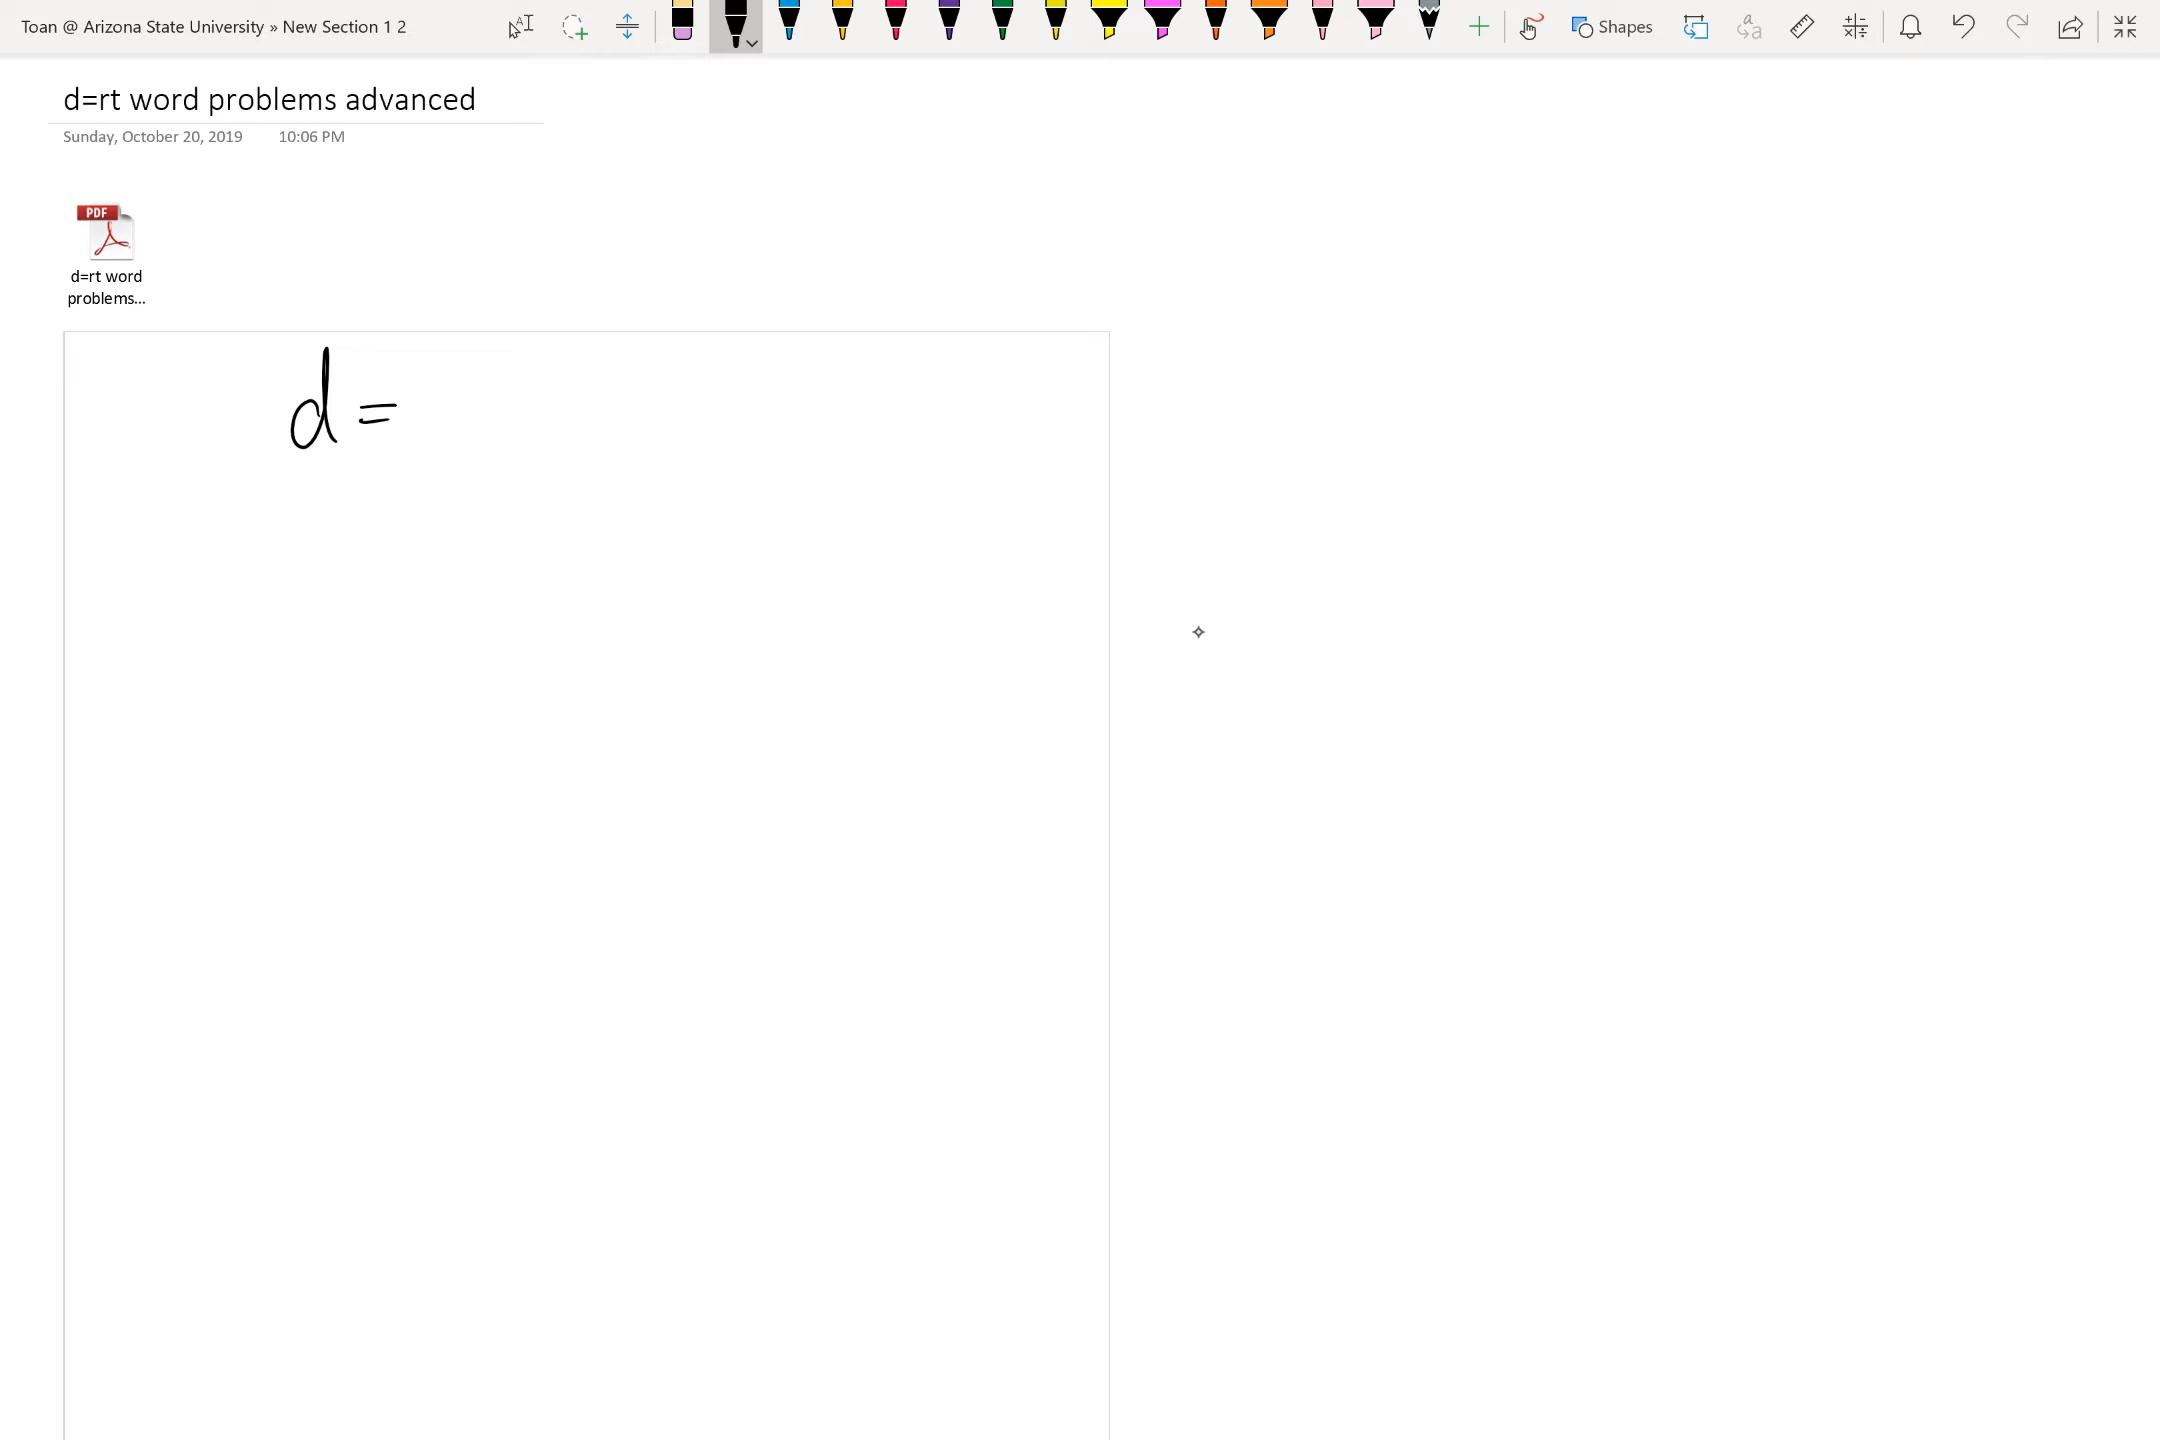 Toan @ Arizona State University » New Section 1 2
Shapes
d=rt word problems advanced
Sunday, October 20, 2019 10:06 PM
PDF
d=rt word
problems...
d =